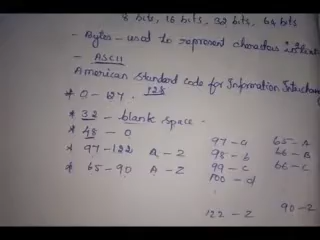 8 bits, 16 bits, 32 bits, 64 bits
- Bytes - used to represent characters
- ASCII
American Standard Code for Information Interchang
* 0-127. 128
* 32 - blank space.
* 48 - 0
* 97-122 A - Z
* 65-90 A - Z
97-a 65-A
98-b 66-B
99-c 66-C
100-d
122-Z 90-Z